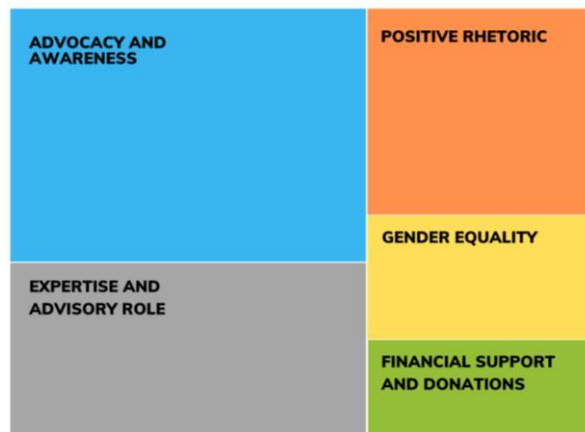 ADVOCACY AND
AWARENESS
POSITIVE RHETORIC
GENDER EQUALITY
EXPERTISE AND
ADVISORY ROLE
FINANCIAL SUPPORT
AND DONATIONS